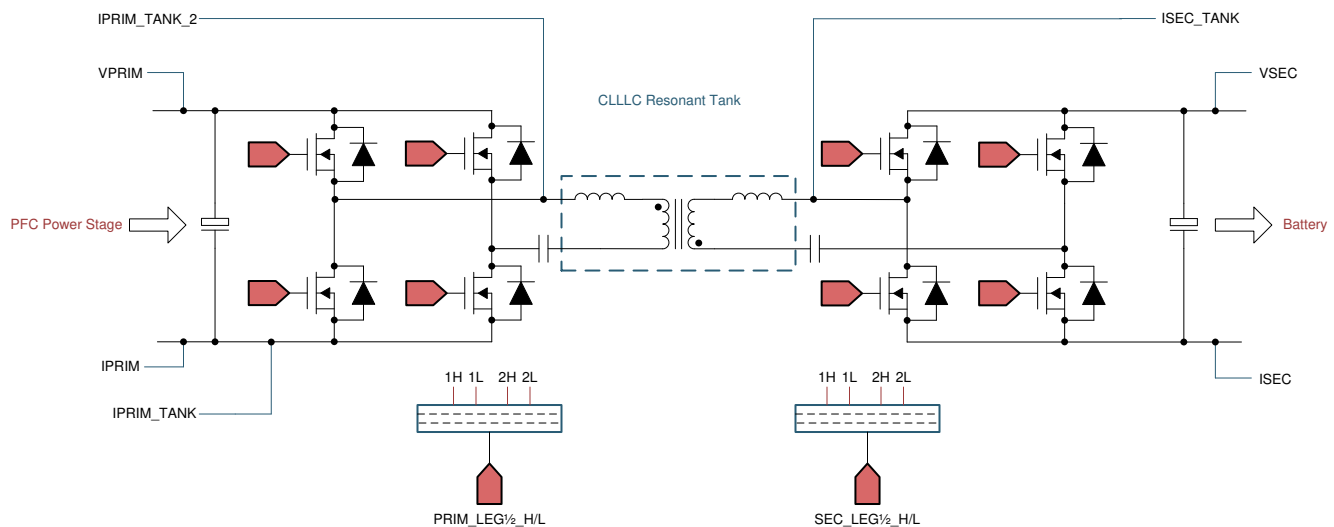 IPRIM_TANK_2
ISEC_TANK
VPRIM
VSEC
CLLLC Resonant Tank
PFC Power Stage
Battery
IPRIM
ISEC
IPRIM_TANK
1H 1L 2H 2L
1H 1L 2H 2L
PRIM_LEG½_H/L
SEC_LEG½_H/L